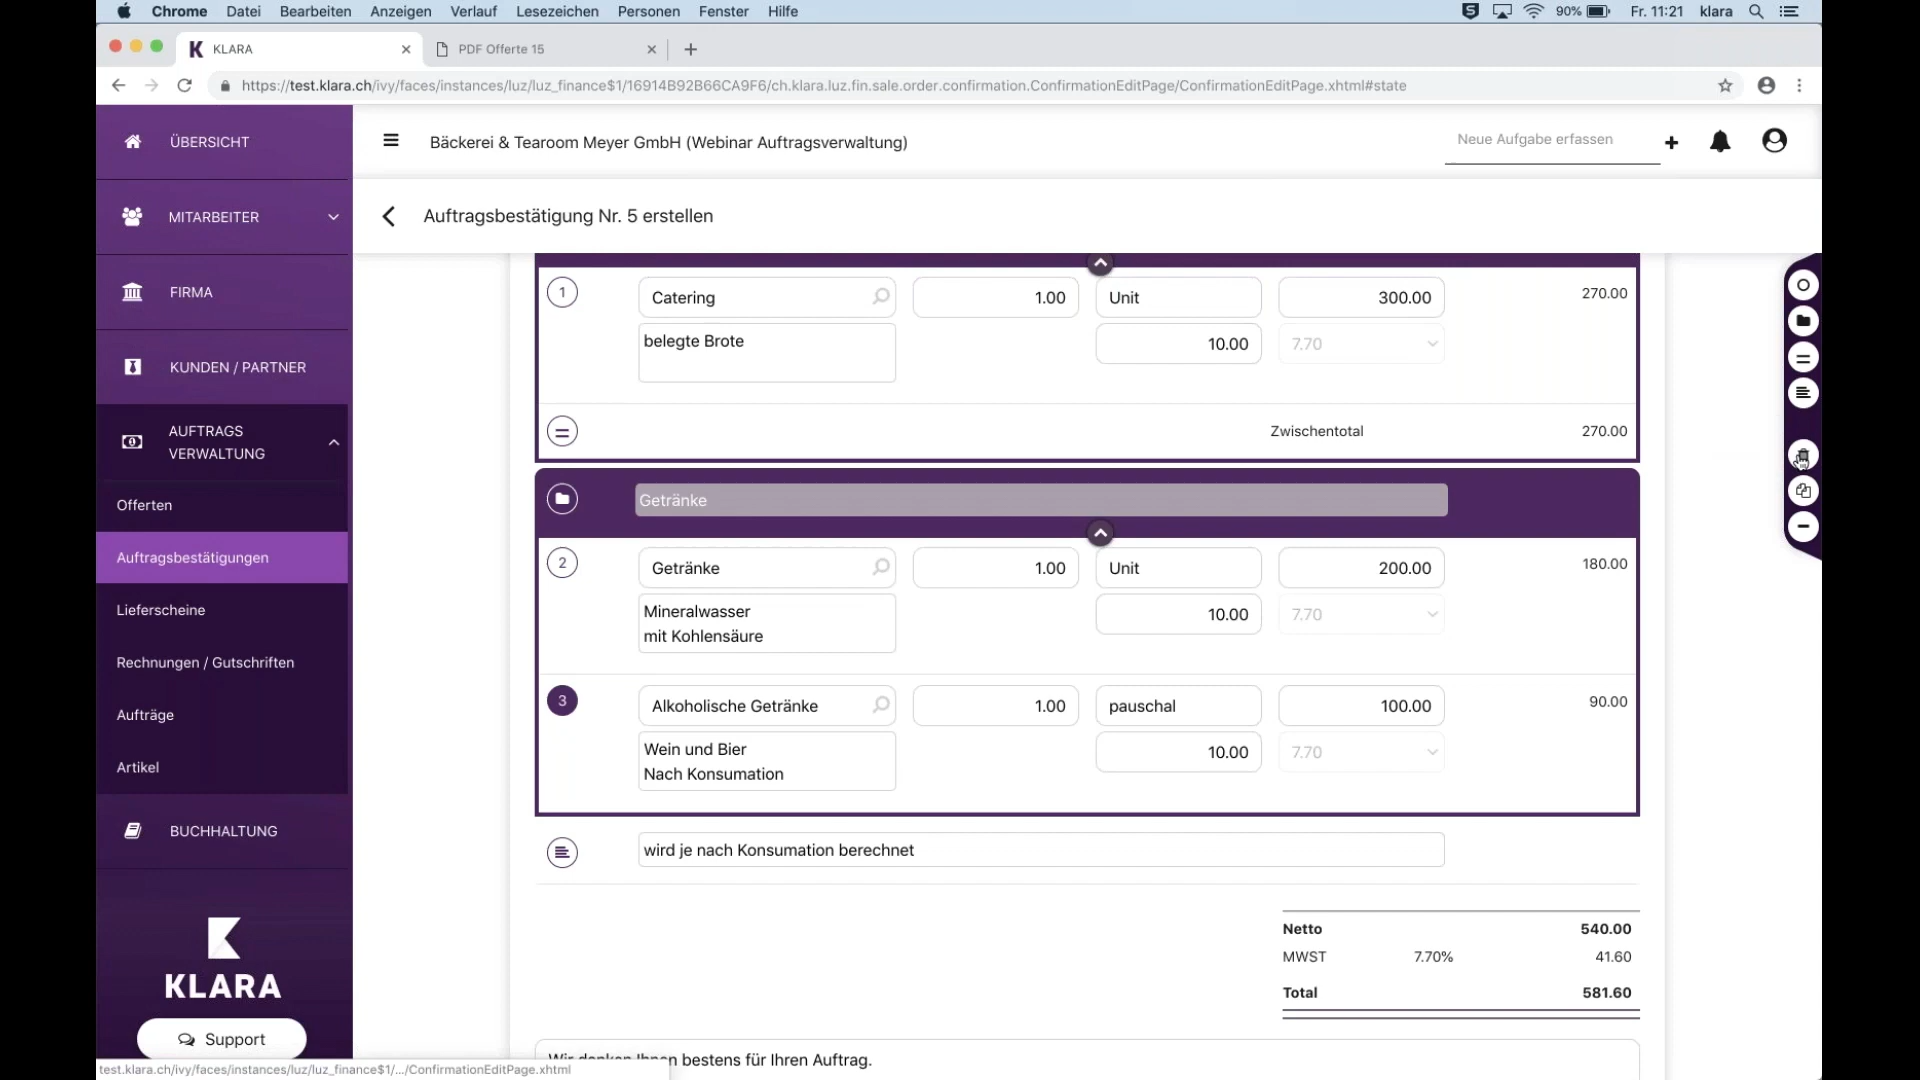 Chrome Datei Bearbeiten Anzeigen Verlauf Lesezeichen Personen Fenster Hilfe 90% Fr. 11:21 klara
KLARA PDF Offerte 15
https://test.klara.ch/ivy/faces/instances/luz/luz_finance$1/16914B92B66CA9F6/ch.klara.luz.fin.sale.order.confirmation.ConfirmationEditPage/ConfirmationEditPage.xhtml#state
ÜBERSICHT
MITARBEITER
FIRMA
KUNDEN / PARTNER
AUFTRAGS
VERWALTUNG
Offerten
Auftragsbestätigungen
Lieferscheine
Rechnungen / Gutschriften
Aufträge
Artikel
BUCHHALTUNG
KLARA
Support
test.klara.ch/ivy/faces/instances/luz/luz_finance$1/.../ConfirmationEditPage.xhtml
Bäckerei & Tearoom Meyer GmbH (Webinar Auftragsverwaltung) Neue Aufgabe erfassen
Auftragsbestätigung Nr. 5 erstellen
1 Catering 1.00 Unit 300.00 270.00
belegte Brote 10.00 7.70
Zwischentotal 270.00
Getränke
2 Getränke 1.00 Unit 200.00 180.00
Mineralwasser 10.00 7.70
mit Kohlensäure
3 Alkoholische Getränke 1.00 pauschal 100.00 90.00
Wein und Bier 10.00 7.70
Nach Konsumation
wird je nach Konsumation berechnet
Netto 540.00
MWST 7.70% 41.60
Total 581.60
Wir danken Ihnen bestens für Ihren Auftrag.